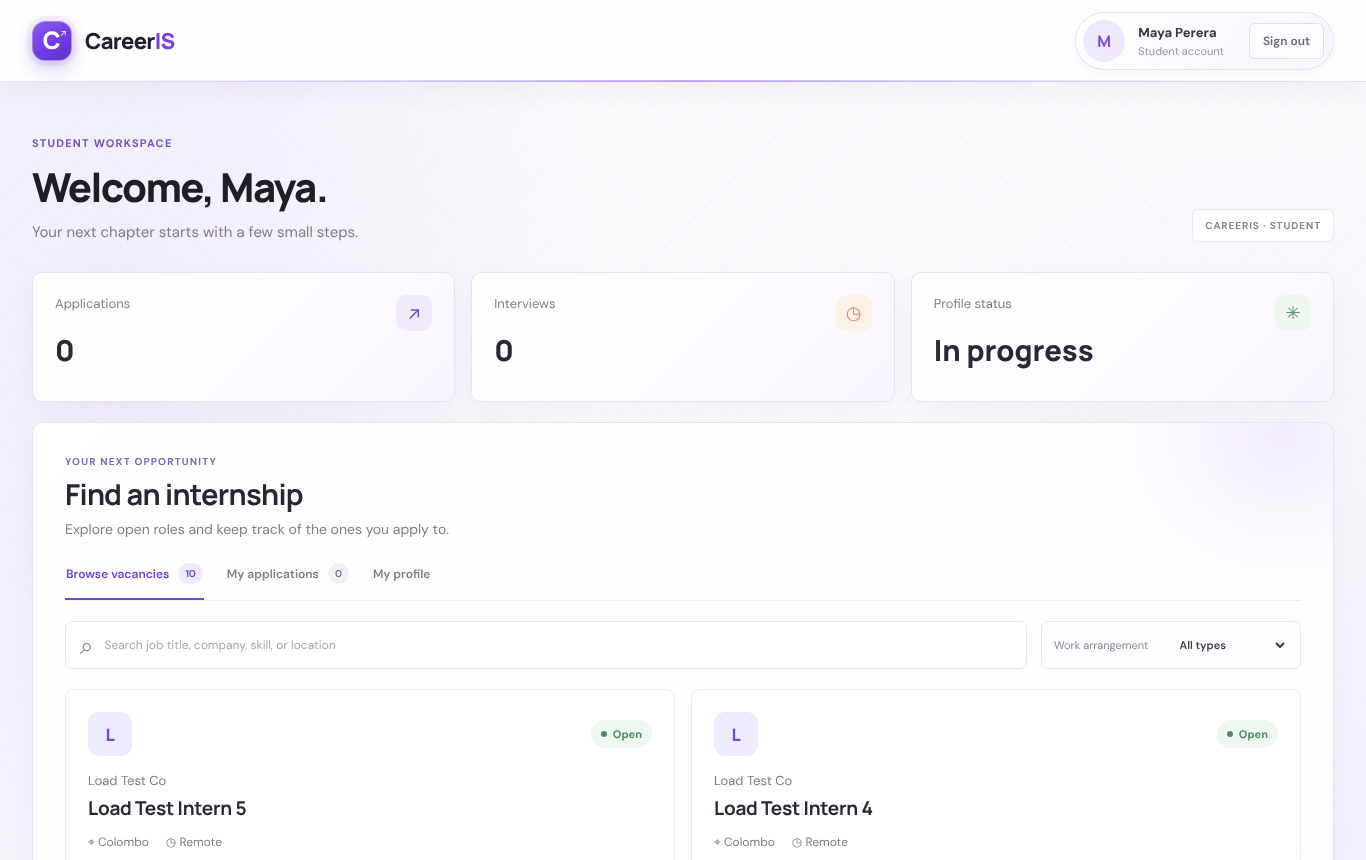 C
CareerIS
M
Maya Perera
Student account
Sign out
STUDENT WORKSPACE
Welcome, Maya.
Your next chapter starts with a few small steps.
CAREERIS · STUDENT
Applications
0
Interviews
0
Profile status
In progress
YOUR NEXT OPPORTUNITY
Find an internship
Explore open roles and keep track of the ones you apply to.
Browse vacancies 10 My applications 0 My profile
Search job title, company, skill, or location
Work arrangement All types
L
Open
Load Test Co
Load Test Intern 5
Colombo Remote
L
Open
Load Test Co
Load Test Intern 4
Colombo Remote